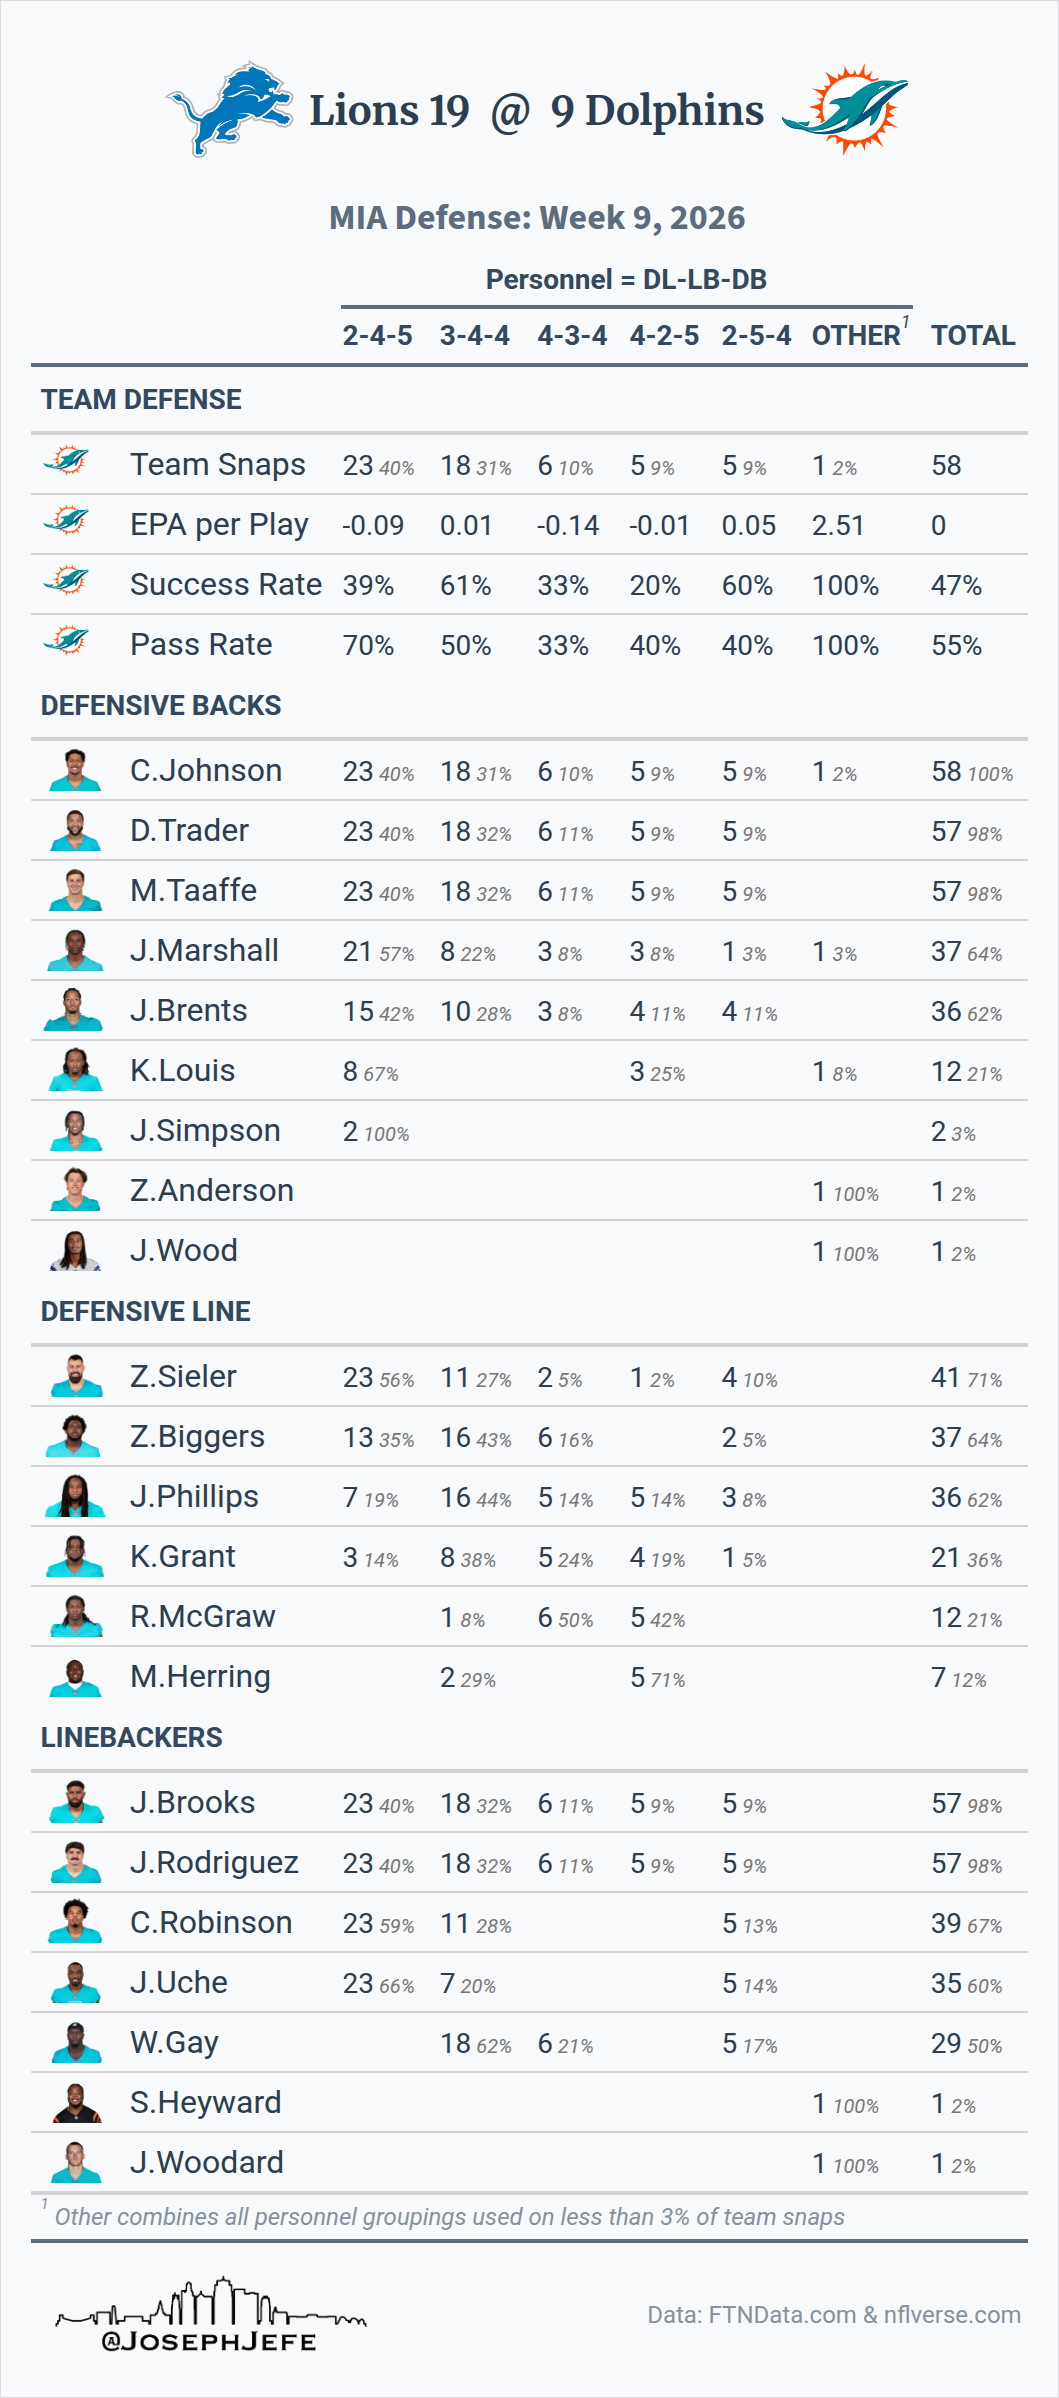 Lions 19 @ 9 Dolphins
MIA Defense: Week 9, 2026
Personnel = DL-LB-DB
2-4-5 3-4-4 4-3-4 4-2-5 2-5-4 OTHER1 TOTAL
TEAM DEFENSE
Team Snaps 23 40% 18 31% 6 10% 5 9% 5 9% 1 2% 58
EPA per Play -0.09 0.01 -0.14 -0.01 0.05 2.51 0
Success Rate 39% 61% 33% 20% 60% 100% 47%
Pass Rate 70% 50% 33% 40% 40% 100% 55%
DEFENSIVE BACKS
C.Johnson 23 40% 18 31% 6 10% 5 9% 5 9% 1 2% 58 100%
D.Trader 23 40% 18 32% 6 11% 5 9% 5 9% 57 98%
M.Taaffe 23 40% 18 32% 6 11% 5 9% 5 9% 57 98%
J.Marshall 21 57% 8 22% 3 8% 3 8% 1 3% 1 3% 37 64%
J.Brents 15 42% 10 28% 3 8% 4 11% 4 11% 36 62%
K.Louis 8 67% 3 25% 1 8% 12 21%
J.Simpson 2 100% 2 3%
Z.Anderson 1 100% 1 2%
J.Wood 1 100% 1 2%
DEFENSIVE LINE
Z.Sieler 23 56% 11 27% 2 5% 1 2% 4 10% 41 71%
Z.Biggers 13 35% 16 43% 6 16% 2 5% 37 64%
J.Phillips 7 19% 16 44% 5 14% 5 14% 3 8% 36 62%
K.Grant 3 14% 8 38% 5 24% 4 19% 1 5% 21 36%
R.McGraw 1 8% 6 50% 5 42% 12 21%
M.Herring 2 29% 5 71% 7 12%
LINEBACKERS
J.Brooks 23 40% 18 32% 6 11% 5 9% 5 9% 57 98%
J.Rodriguez 23 40% 18 32% 6 11% 5 9% 5 9% 57 98%
C.Robinson 23 59% 11 28% 5 13% 39 67%
J.Uche 23 66% 7 20% 5 14% 35 60%
W.Gay 18 62% 6 21% 5 17% 29 50%
S.Heyward 1 100% 1 2%
J.Woodard 1 100% 1 2%
1 Other combines all personnel groupings used on less than 3% of team snaps
@JOSEPHJEFE
Data: FTNData.com & nflverse.com